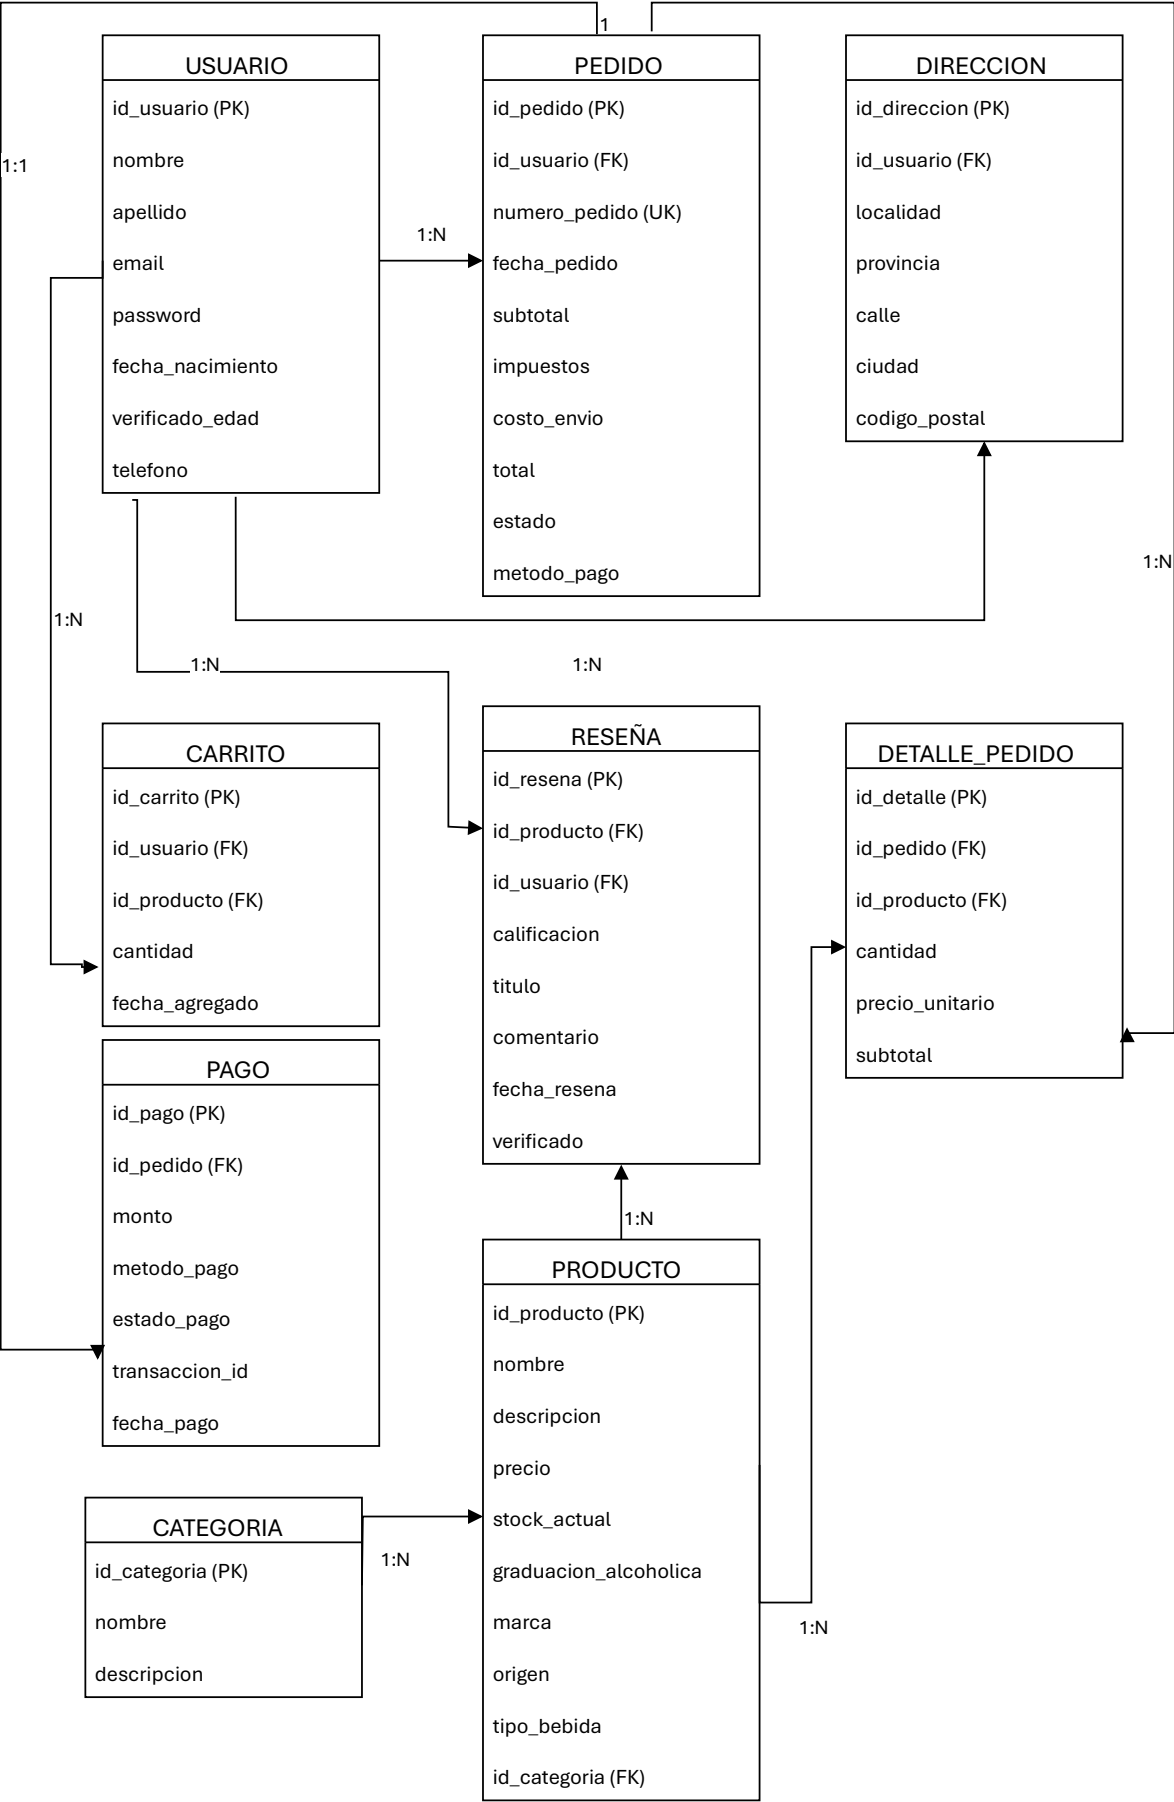 1
USUARIO
id_usuario (PK)
nombre
apellido
email
password
fecha_nacimiento
verificado_edad
telefono
1:1
1:N
PEDIDO
id_pedido (PK)
id_usuario (FK)
numero_pedido (UK)
fecha_pedido
subtotal
impuestos
costo_envio
total
estado
metodo_pago
DIRECCION
id_direccion (PK)
id_usuario (FK)
localidad
provincia
calle
ciudad
codigo_postal
1:N
1:N
1:N
1:N
CARRITO
id_carrito (PK)
id_usuario (FK)
id_producto (FK)
cantidad
fecha_agregado
RESEÑA
id_resena (PK)
id_producto (FK)
id_usuario (FK)
calificacion
titulo
comentario
fecha_resena
verificado
DETALLE_PEDIDO
id_detalle (PK)
id_pedido (FK)
id_producto (FK)
cantidad
precio_unitario
subtotal
PAGO
id_pago (PK)
id_pedido (FK)
monto
metodo_pago
estado_pago
transaccion_id
fecha_pago
1:N
PRODUCTO
id_producto (PK)
nombre
descripcion
precio
stock_actual
graduacion_alcoholica
marca
origen
tipo_bebida
id_categoria (FK)
CATEGORIA
id_categoria (PK)
nombre
descripcion
1:N
1:N